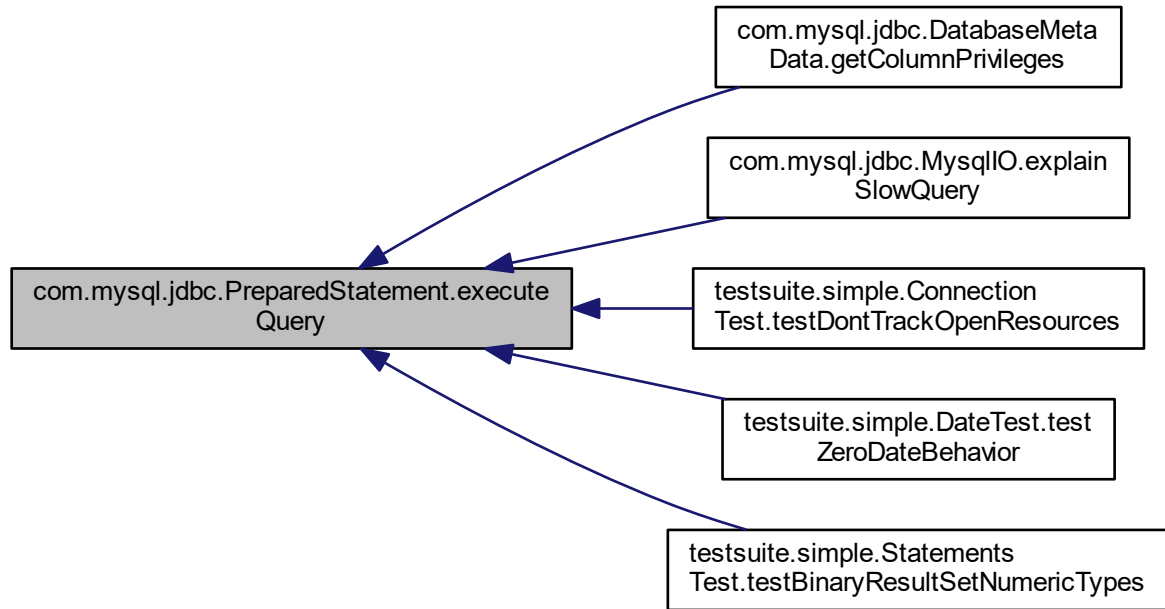 com.mysql.jdbc.DatabaseMeta
Data.getColumnPrivileges
com.mysql.jdbc.MysqlIO.explain
SlowQuery
com.mysql.jdbc.PreparedStatement.execute
Query
testsuite.simple.Connection
Test.testDontTrackOpenResources
testsuite.simple.DateTest.test
ZeroDateBehavior
testsuite.simple.Statements
Test.testBinaryResultSetNumericTypes